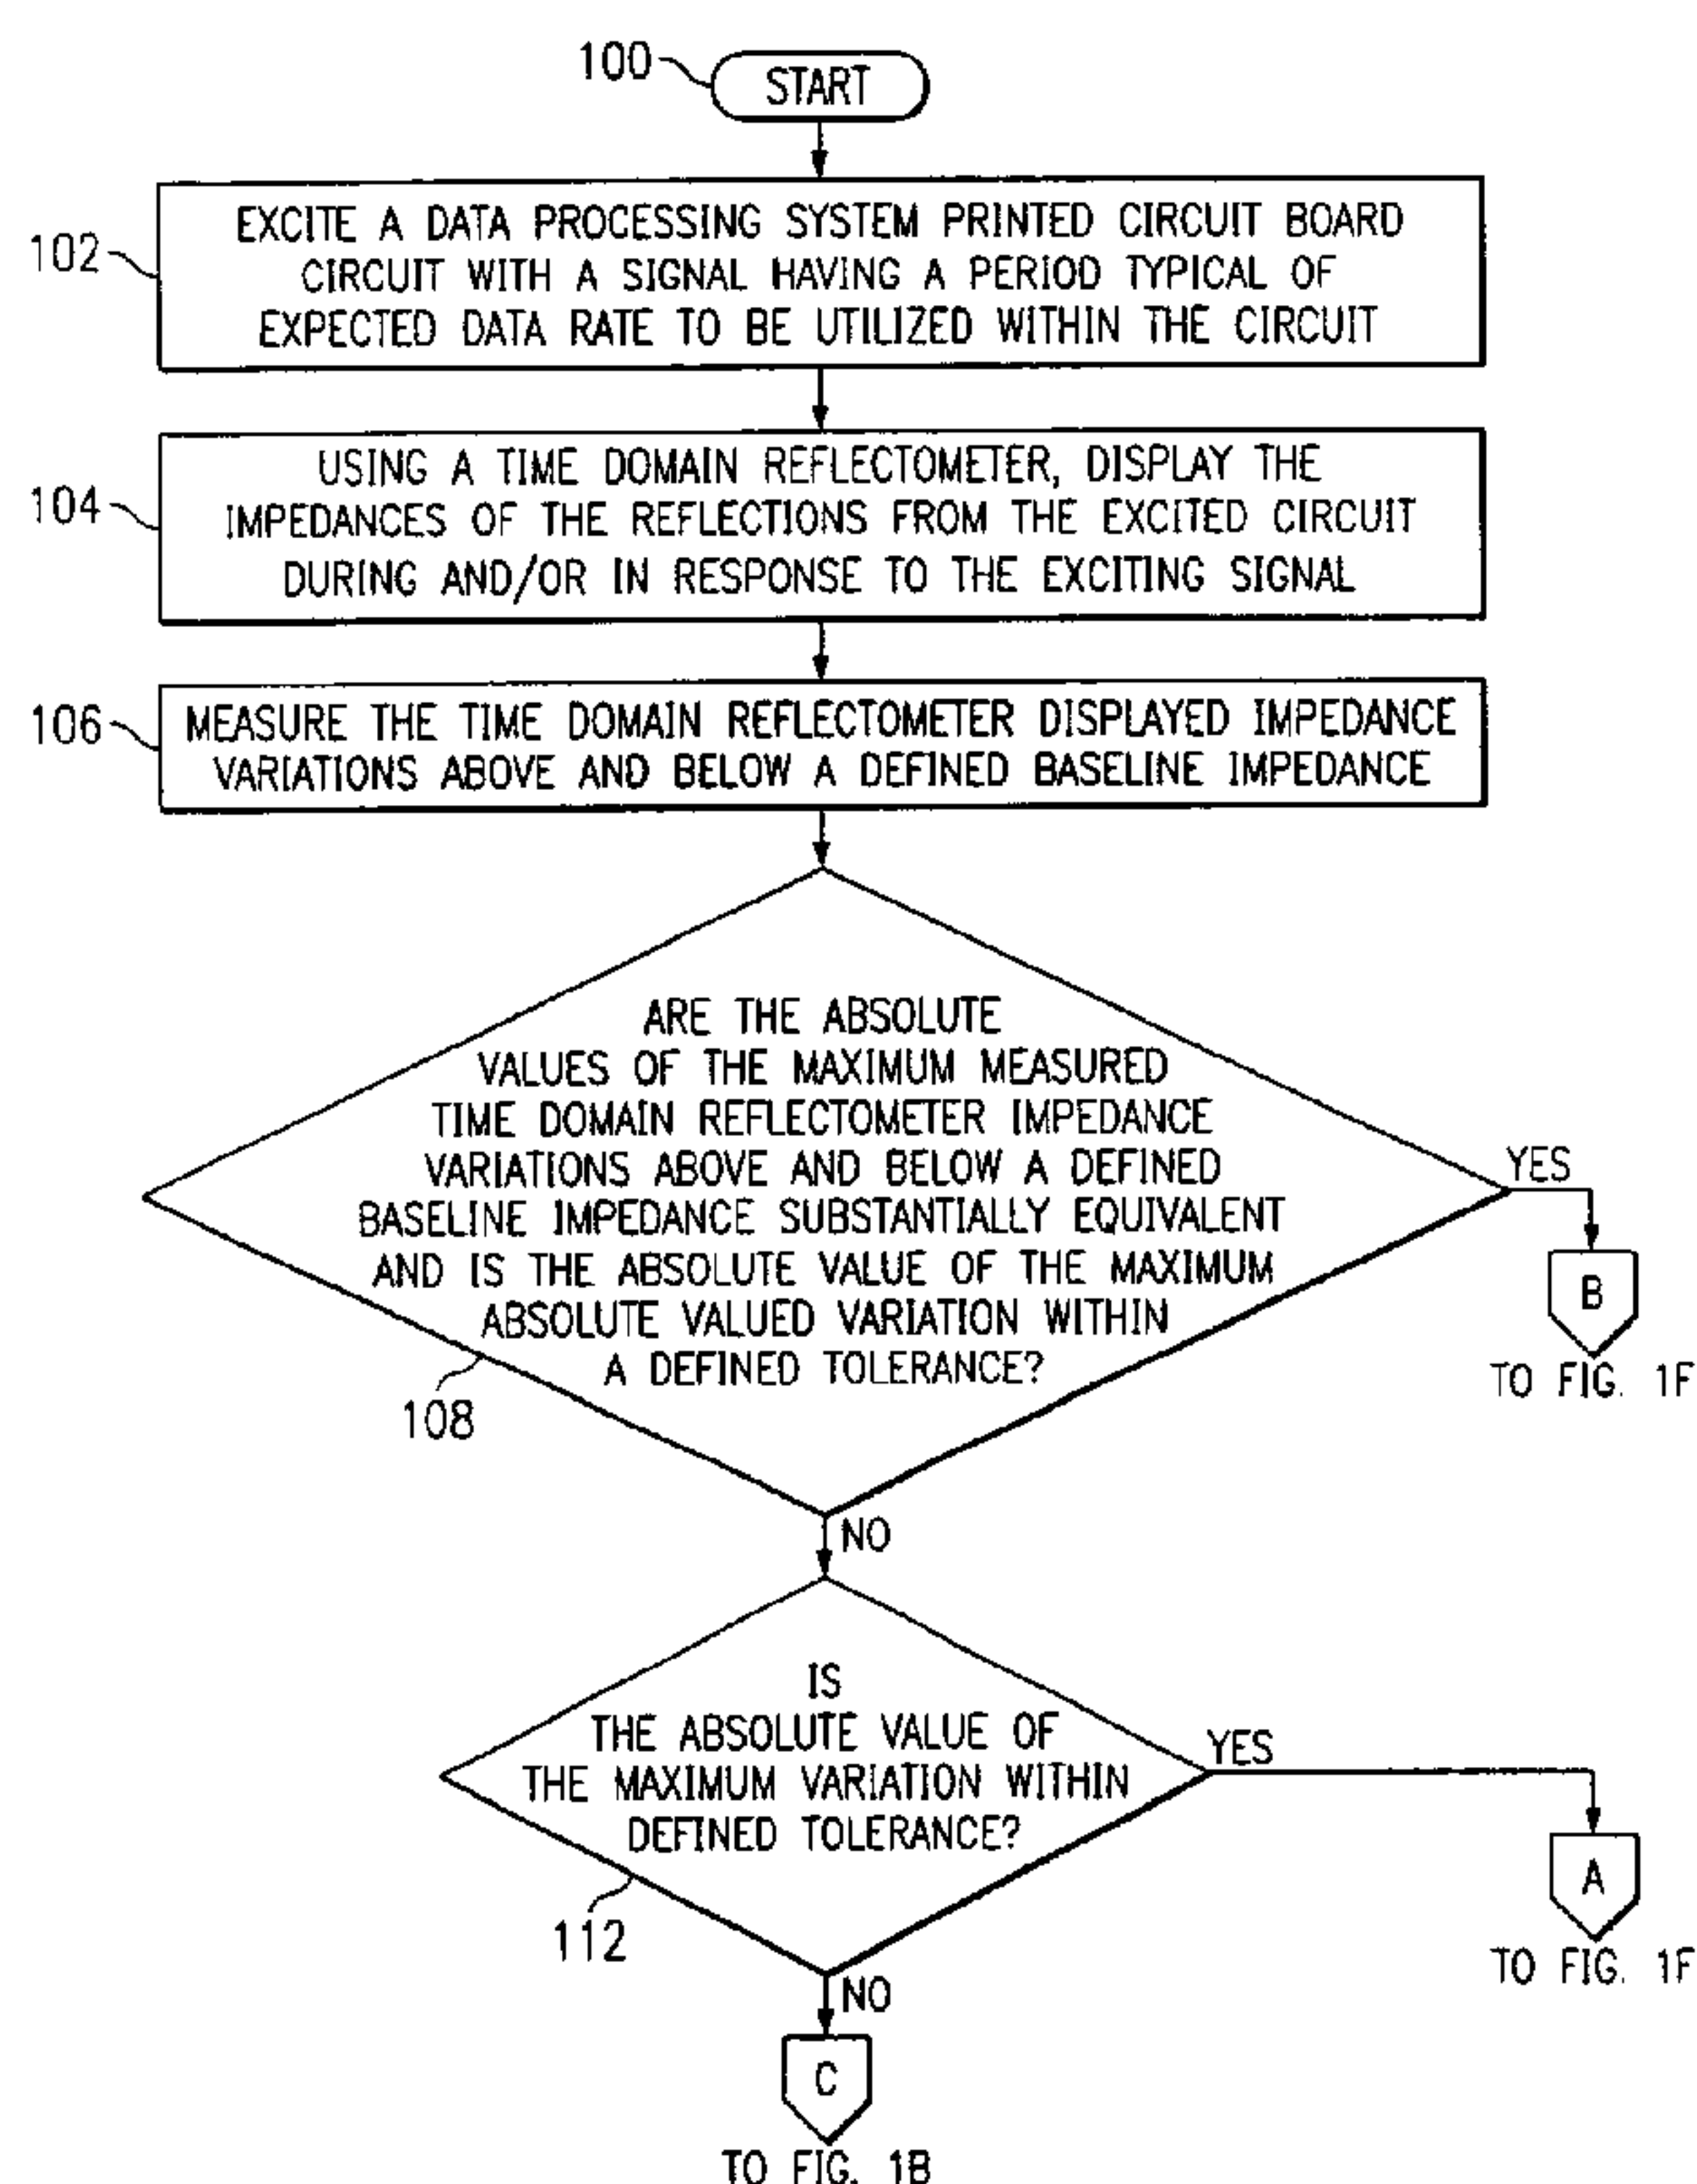 100
START
102
EXCITE A DATA PROCESSING SYSTEM PRINTED CIRCUIT BOARD
CIRCUIT WITH A SIGNAL HAVING A PERIOD TYPICAL OF
EXPECTED DATA RATE TO BE UTILIZED WITHIN THE CIRCUIT
104
USING A TIME DOMAIN REFLECTOMETER, DISPLAY THE
IMPEDANCES OF THE REFLECTIONS FROM THE EXCITED CIRCUIT
DURING AND/OR IN RESPONSE TO THE EXCITING SIGNAL
106
MEASURE THE TIME DOMAIN REFLECTOMETER DISPLAYED IMPEDANCE
VARIATIONS ABOVE AND BELOW A DEFINED BASELINE IMPEDANCE
ARE THE ABSOLUTE
VALUES OF THE MAXIMUM MEASURED
TIME DOMAIN REFLECTOMETER IMPEDANCE
VARIATIONS ABOVE AND BELOW A DEFINED
BASELINE IMPEDANCE SUBSTANTIALLY EQUIVALENT
AND IS THE ABSOLUTE VALUE OF THE MAXIMUM
ABSOLUTE VALUED VARIATION WITHIN
A DEFINED TOLERANCE?
108
YES
B
TO FIG. 1F
NO
IS
THE ABSOLUTE VALUE OF
THE MAXIMUM VARIATION WITHIN
DEFINED TOLERANCE?
112
YES
A
TO FIG. 1F
NO
C
TO FIG. 1B